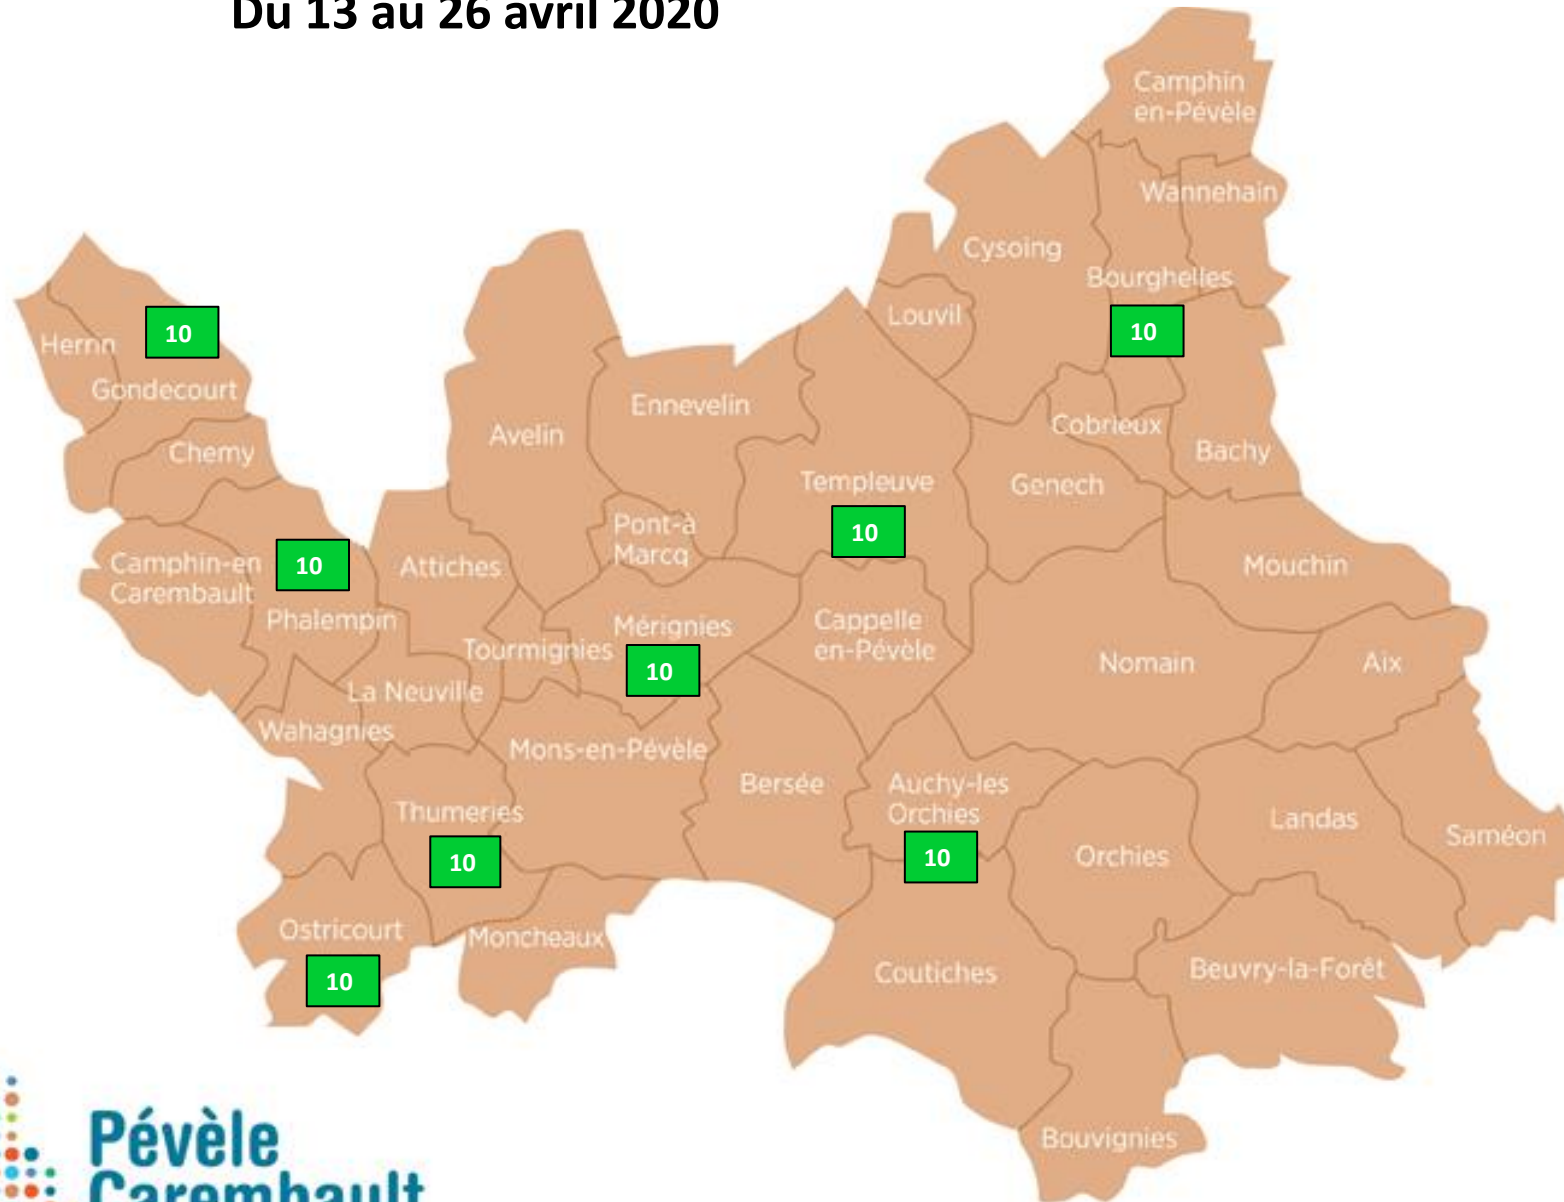 Du 13 au 26 avril 2020
Camphin
en-Pévèle
Wannehain
Cysoing
Bourghelles
Louvil
10
Herrin
10
Gondecourt
Ennevelin
Avelin
Cobrieux
Chemy
Bachy
Templeuve
Genech
Pont-à
Marcq
10
Camphin-en
Carembault
10
Attiches
Mouchin
Phalempin
Mérignies
Cappelle
en-Pévèle
Tourmignies
10
Nomain
Aix
La Neuville
Wahagnies
Mons-en-Pévèle
Bersée
Auchy-les
Orchies
Thumeries
10
10
Orchies
Landas
Saméon
Ostricourt
Moncheaux
10
Coutiches
Beuvry-la-Forêt
Bouvignies
Pévèle
Carembault